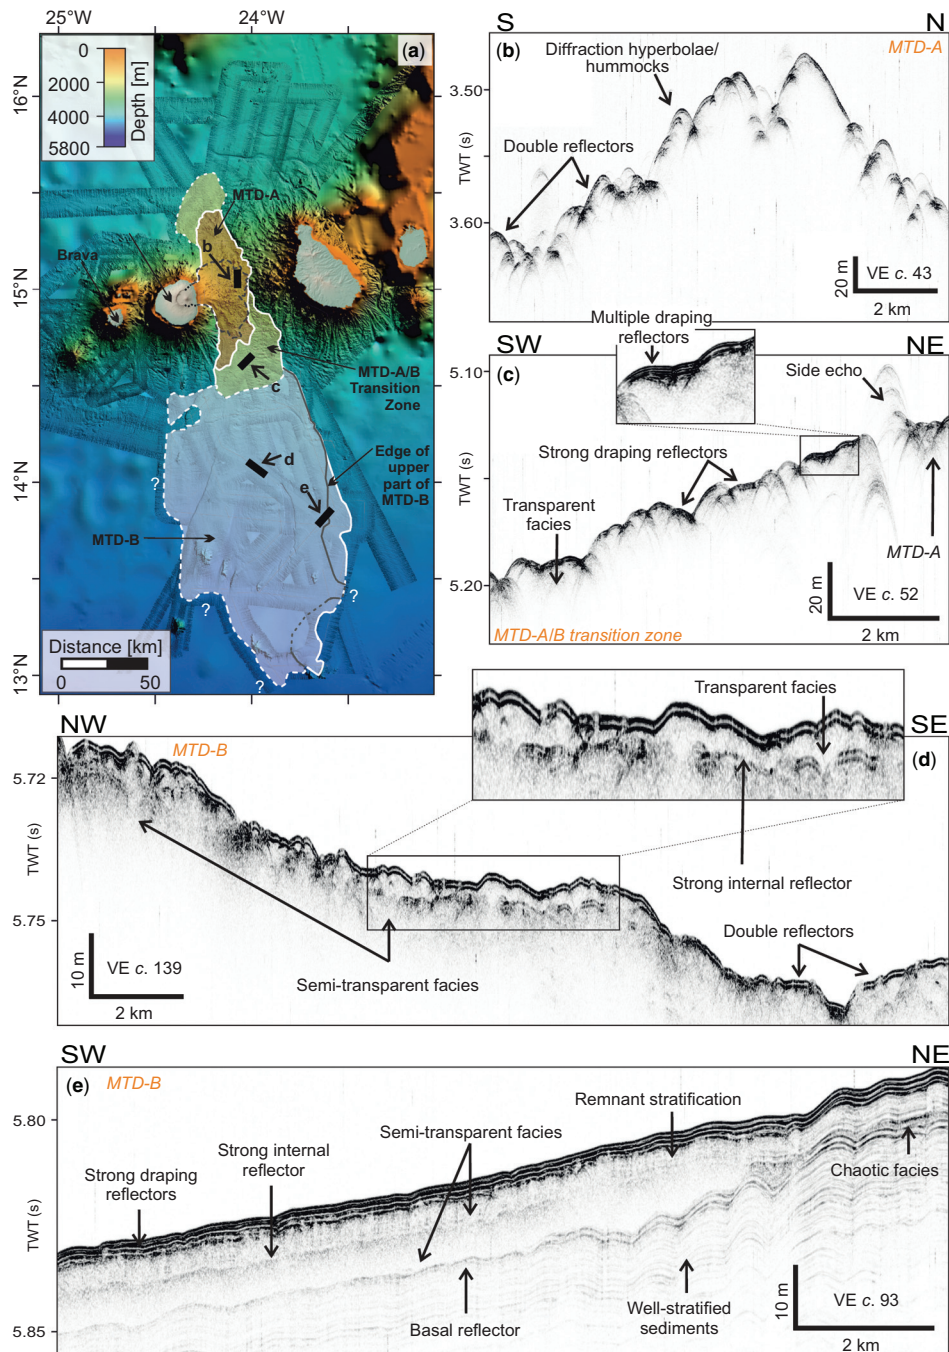 25°W
24°W
(a)
0
2000
4000
5800
Depth [m]
16°N
15°N
14°N
13°N
MTD-A
b
Brava
MTD-A/B
Transition
Zone
c
d
Edge of
upper
part of
MTD-B
e
MTD-B
?
?
?
?
Distance [km]
0
50
S
N
(b)
MTD-A
Diffraction hyperbolae/
hummocks
Double reflectors
3.50
3.60
TWT (s)
20 m
VE c. 43
2 km
SW
NE
(c)
Multiple draping
reflectors
Side echo
5.10
5.20
TWT (s)
Strong draping reflectors
Transparent
facies
MTD-A
20 m
VE c. 52
2 km
MTD-A/B transition zone
NW
SE
(d)
MTD-B
Transparent facies
5.72
5.75
TWT (s)
Strong internal
reflector
Double reflectors
Semi-transparent facies
10 m
VE c. 139
2 km
SW
NE
(e)
MTD-B
5.80
5.85
TWT (s)
Remnant stratification
Semi-transparent facies
Strong internal
reflector
Strong draping
reflectors
Chaotic facies
Basal reflector
Well-stratified
sediments
10 m
VE c. 93
2 km